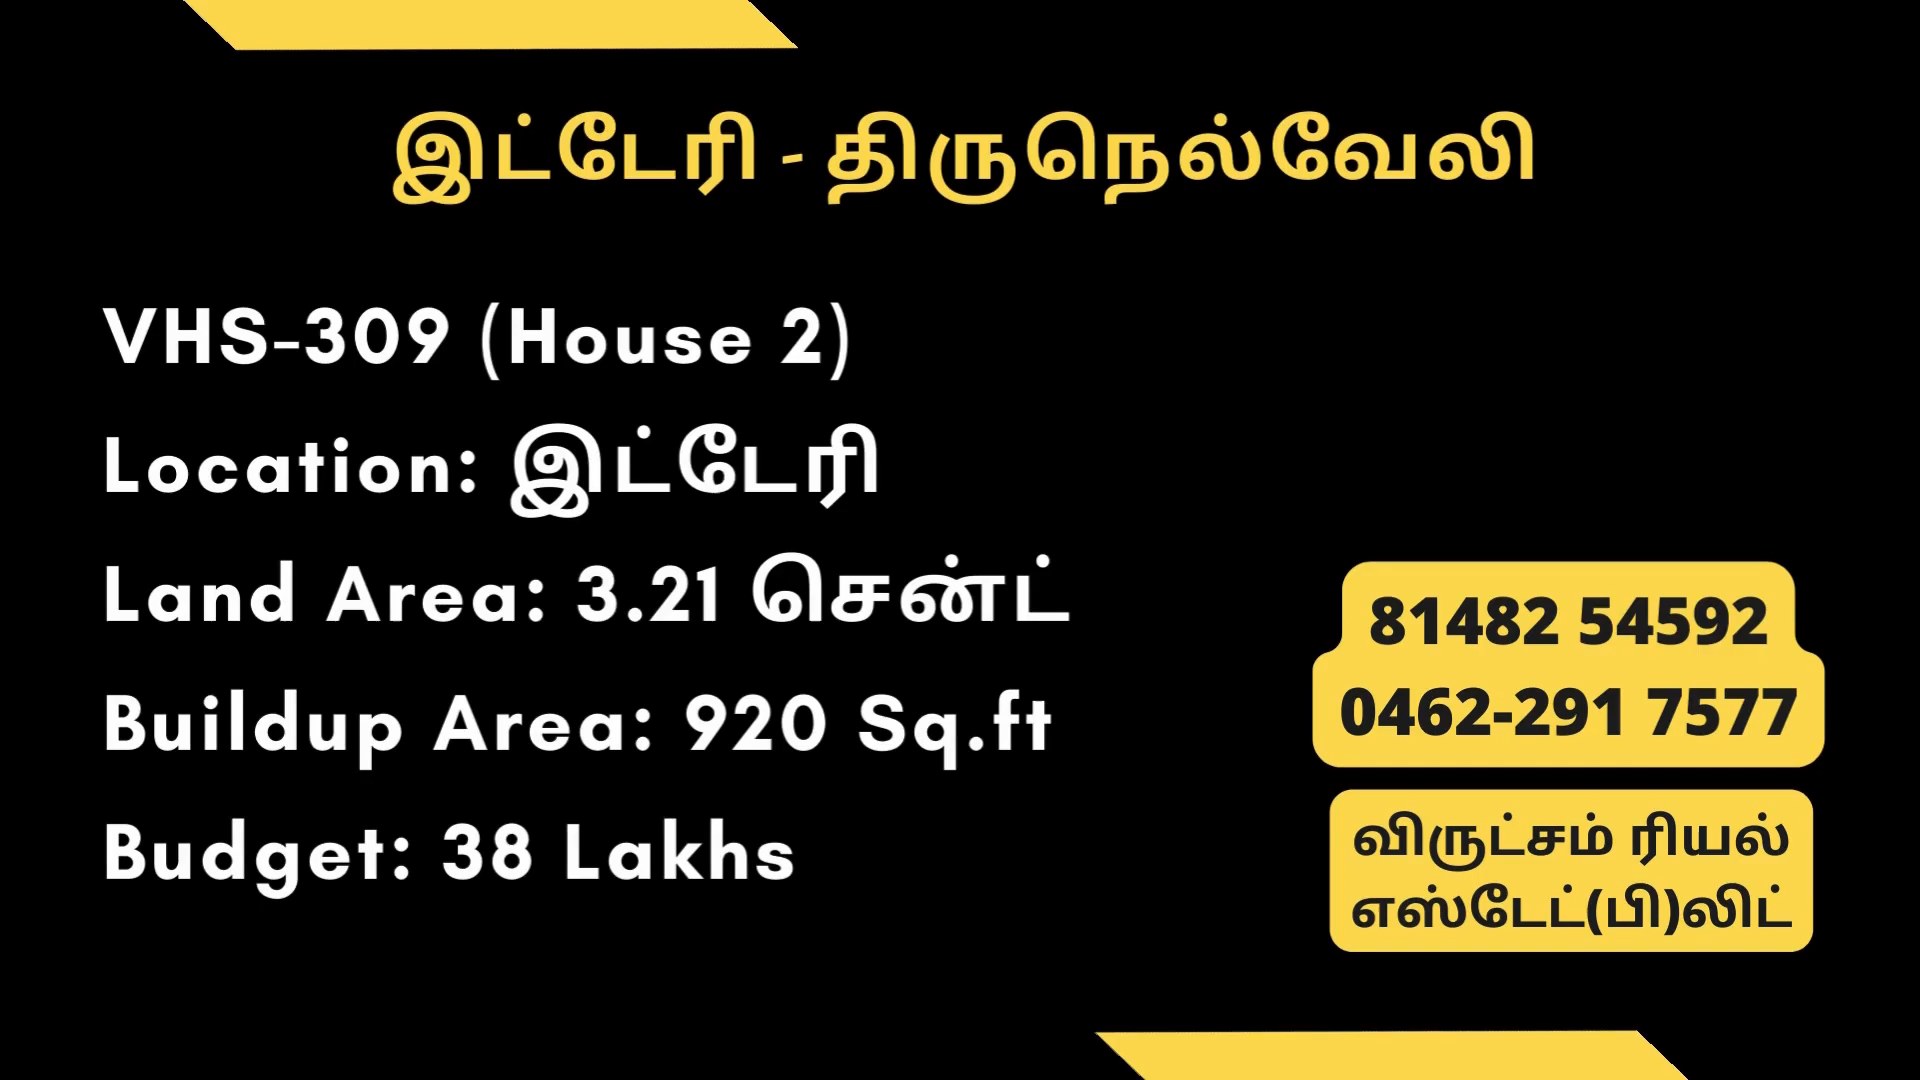 இட்டேரி - திருநெல்வேலி
VHS-309 (House 2)
Location: இட்டேரி
Land Area: 3.21 செண்ட்
Buildup Area: 920 Sq.ft
Budget: 38 Lakhs
81482 54592
0462-291 7577
விருட்சம் ரியல்
எஸ்டேட்(பி)லிட்